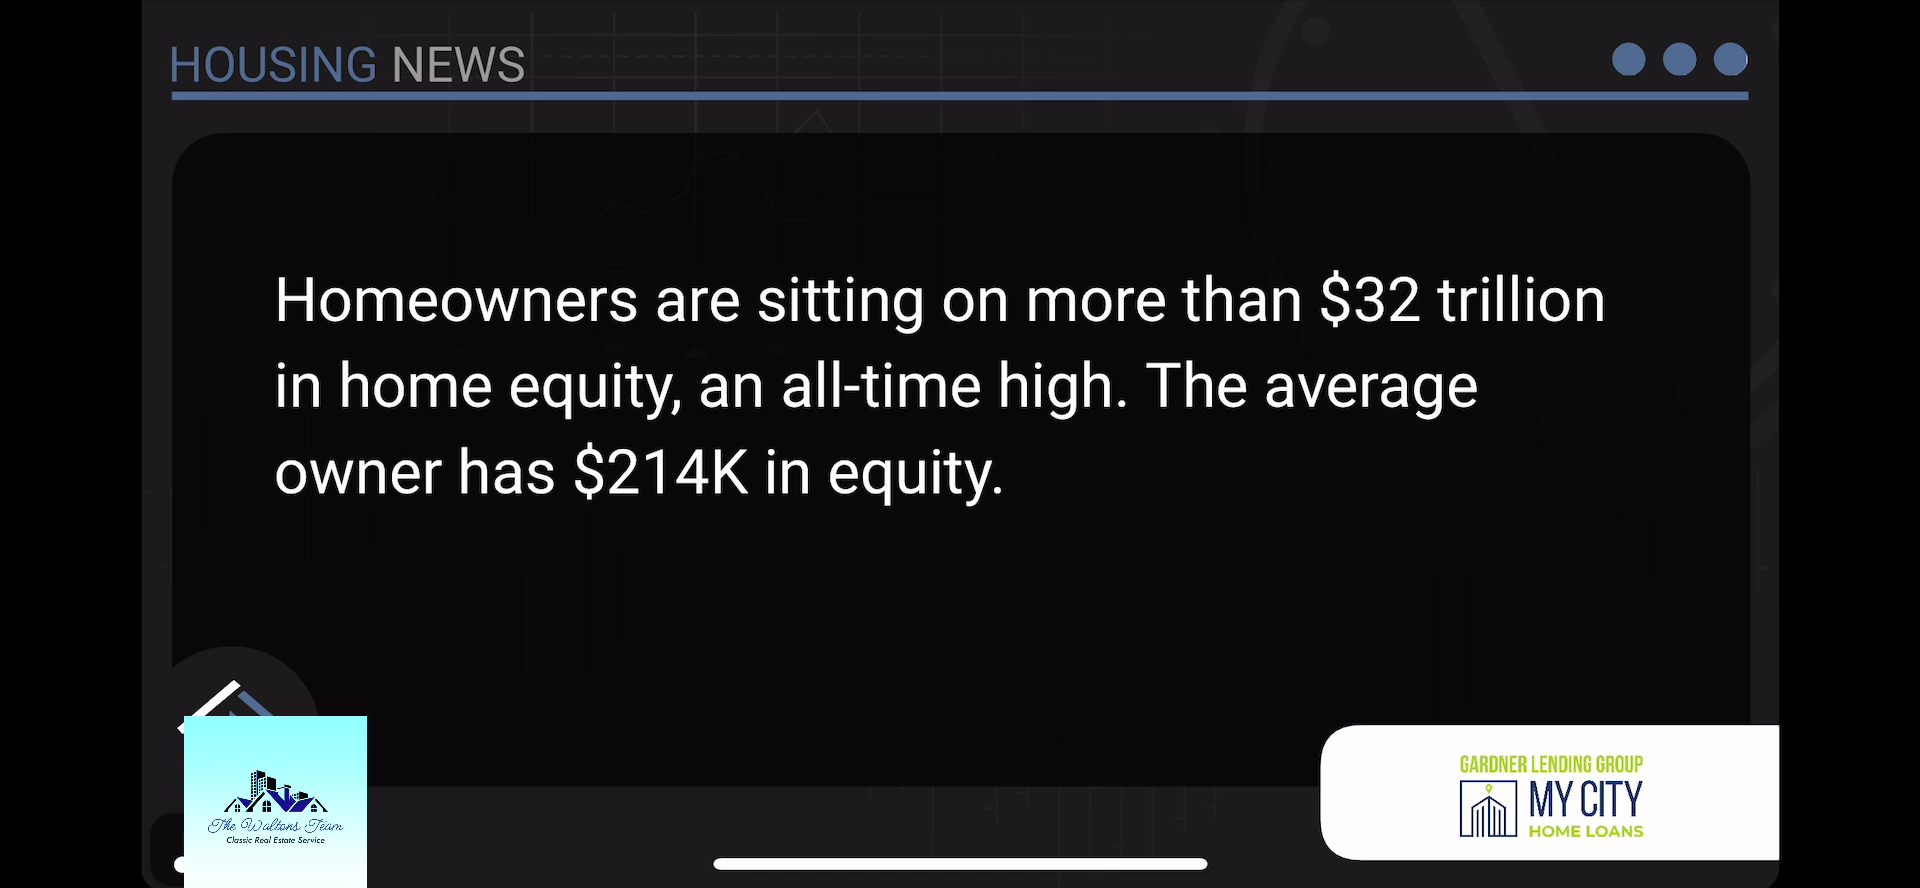 HOUSING NEWS
Homeowners are sitting on more than $32 trillion
in home equity, an all-time high. The average
owner has $214K in equity.
The Waltons Team
Classic Real Estate Service
GARDNER LENDING GROUP
MY CITY
HOME LOANS